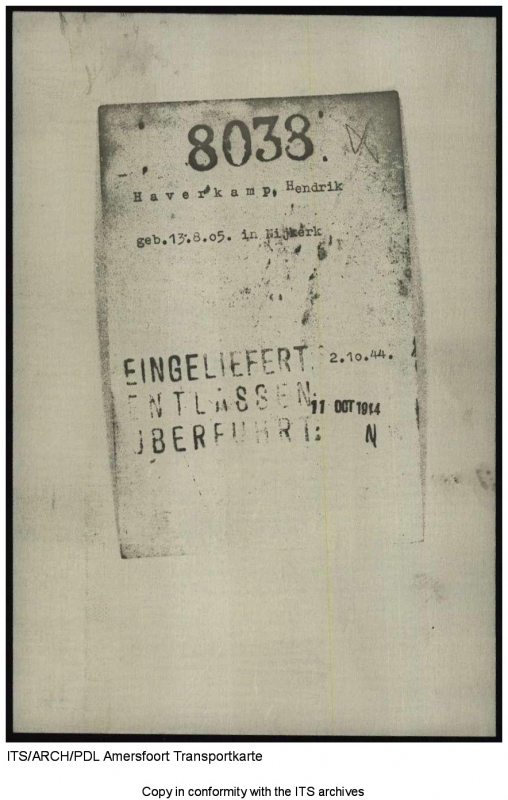 8038
Haverkamp, Hendrik
geb.13.8.05. in Nijkerk
EINGELIEFERT: 2.10.44.
ENTLASSEN: 11 OCT 1944
ÜBERFÜHRT: N
ITS/ARCH/PDL Amersfoort Transportkarte
Copy in conformity with the ITS archives